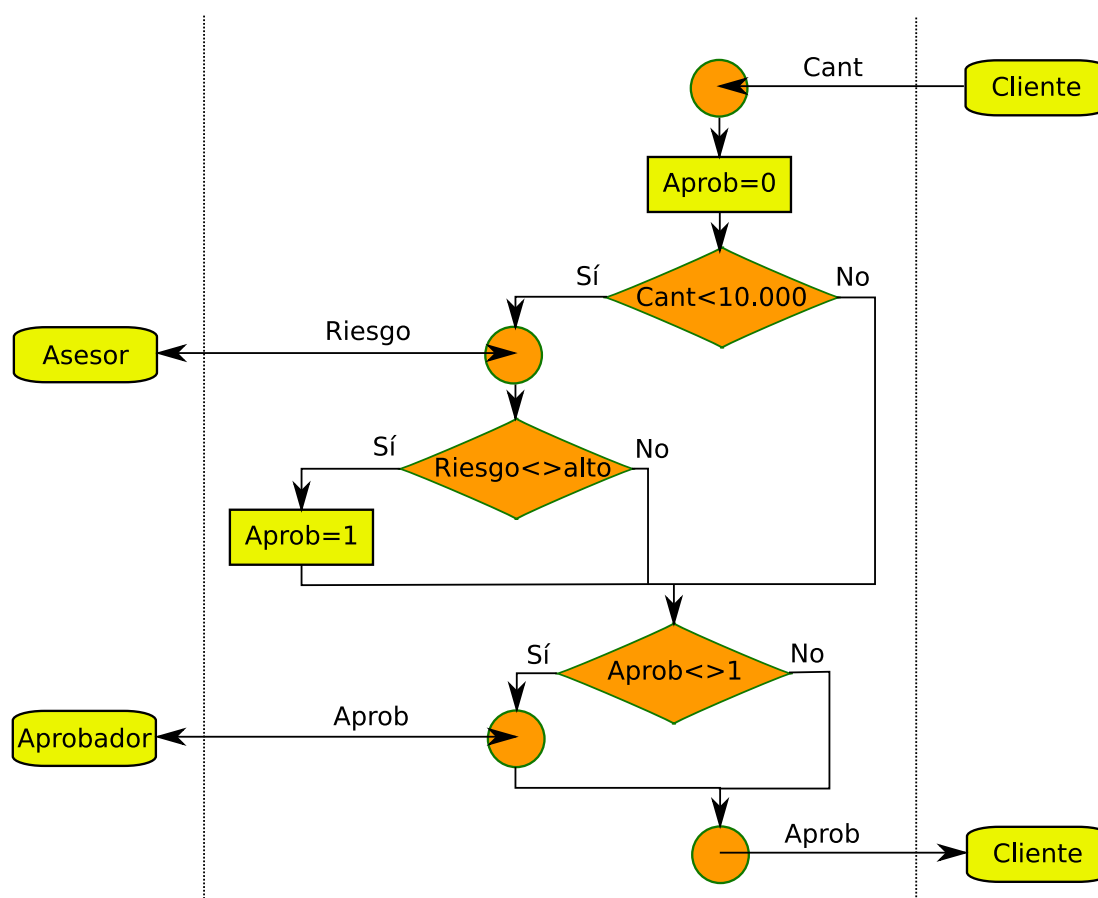 Cant
Cliente
Aprob=0
Sí
No
Cant<10.000
Riesgo
Asesor
Sí
No
Riesgo<>alto
Aprob=1
Sí
No
Aprob<>1
Aprob
Aprobador
Aprob
Cliente